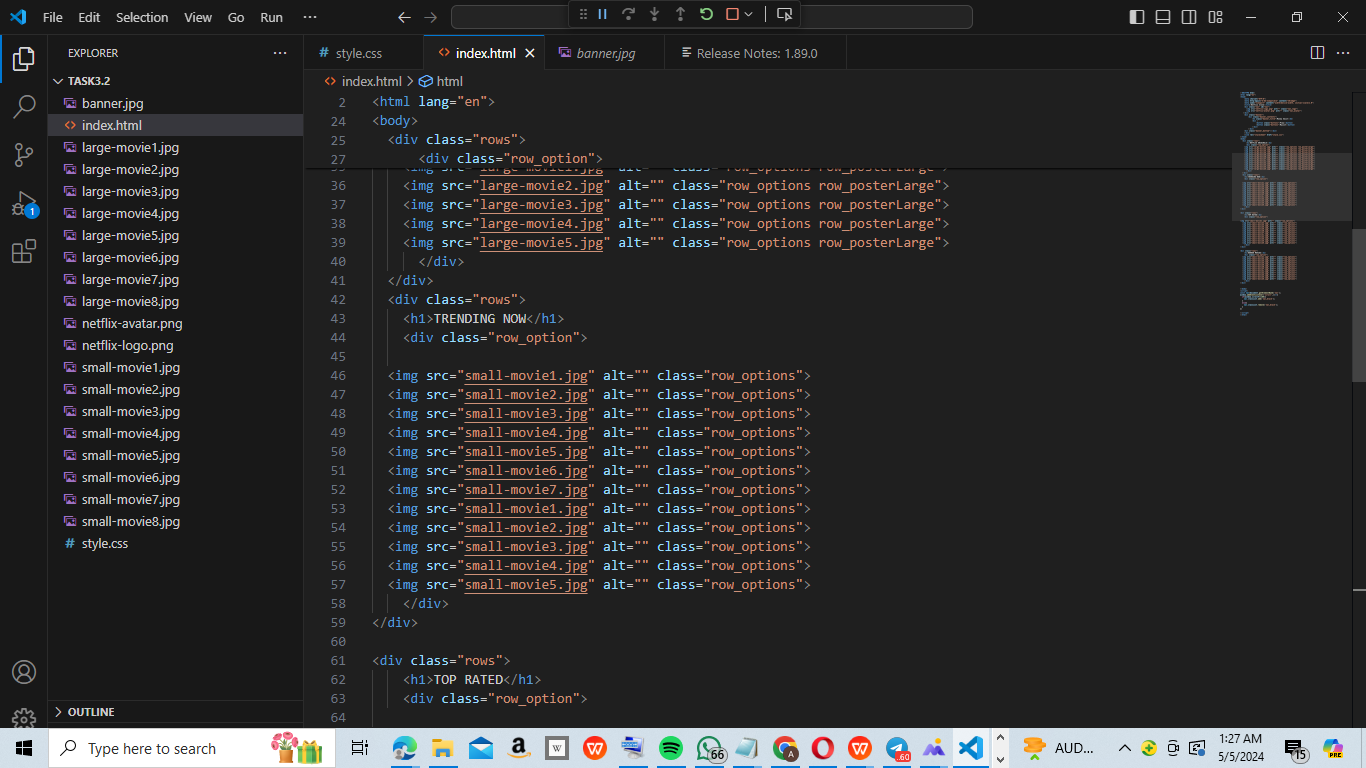 File Edit Selection View Go Run ···
EXPLORER ···
TASK3.2
banner.jpg
index.html
large-movie1.jpg
large-movie2.jpg
large-movie3.jpg
large-movie4.jpg
large-movie5.jpg
large-movie6.jpg
large-movie7.jpg
large-movie8.jpg
netflix-avatar.png
netflix-logo.png
small-movie1.jpg
small-movie2.jpg
small-movie3.jpg
small-movie4.jpg
small-movie5.jpg
small-movie6.jpg
small-movie7.jpg
small-movie8.jpg
# style.css
OUTLINE
1
# style.css <> index.html banner.jpg Release Notes: 1.89.0
<> index.html > html
2 <html lang="en">
24 <body>
25 <div class="rows">
27 <div class="row_option">
35 <img src="large-movie1.jpg" alt="" class="row_options row_posterLarge">
36 <img src="large-movie2.jpg" alt="" class="row_options row_posterLarge">
37 <img src="large-movie3.jpg" alt="" class="row_options row_posterLarge">
38 <img src="large-movie4.jpg" alt="" class="row_options row_posterLarge">
39 <img src="large-movie5.jpg" alt="" class="row_options row_posterLarge">
40 </div>
41 </div>
42 <div class="rows">
43 <h1>TRENDING NOW</h1>
44 <div class="row_option">
45
46 <img src="small-movie1.jpg" alt="" class="row_options">
47 <img src="small-movie2.jpg" alt="" class="row_options">
48 <img src="small-movie3.jpg" alt="" class="row_options">
49 <img src="small-movie4.jpg" alt="" class="row_options">
50 <img src="small-movie5.jpg" alt="" class="row_options">
51 <img src="small-movie6.jpg" alt="" class="row_options">
52 <img src="small-movie7.jpg" alt="" class="row_options">
53 <img src="small-movie1.jpg" alt="" class="row_options">
54 <img src="small-movie2.jpg" alt="" class="row_options">
55 <img src="small-movie3.jpg" alt="" class="row_options">
56 <img src="small-movie4.jpg" alt="" class="row_options">
57 <img src="small-movie5.jpg" alt="" class="row_options">
58 </div>
59 </div>
60
61 <div class="rows">
62 <h1>TOP RATED</h1>
63 <div class="row_option">
64
Type here to search
66
.60
AUD...
1:27 AM
5/5/2024
15
PRE